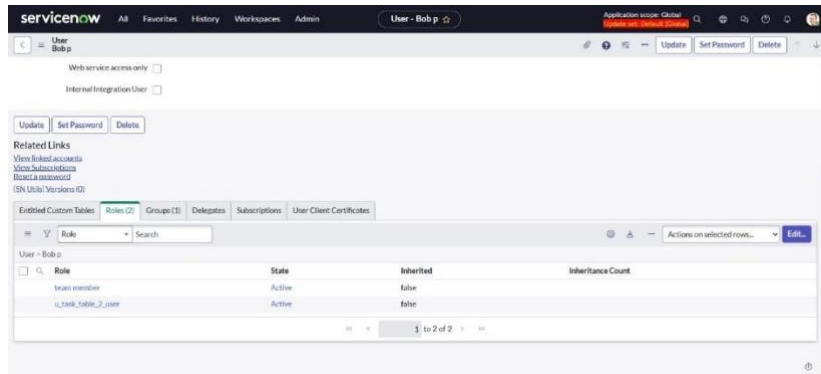 servicenow All Favorites History Workspaces Admin User - Bob p Application scope: Global
Update set: Default [Global]
User
Bob p
Update Set Password Delete
Web service access only
Internal Integration User
Update Set Password Delete
Related Links
View linked accounts
View Subscriptions
Reset a password
[SN Utils] Versions (0)
Entitled Custom Tables Roles (2) Groups (1) Delegates Subscriptions User Client Certificates
Role Search Actions on selected rows... Edit...
User = Bob p
Role State Inherited Inheritance Count
team member Active false
u_task_table_2_user Active false
1 to 2 of 2